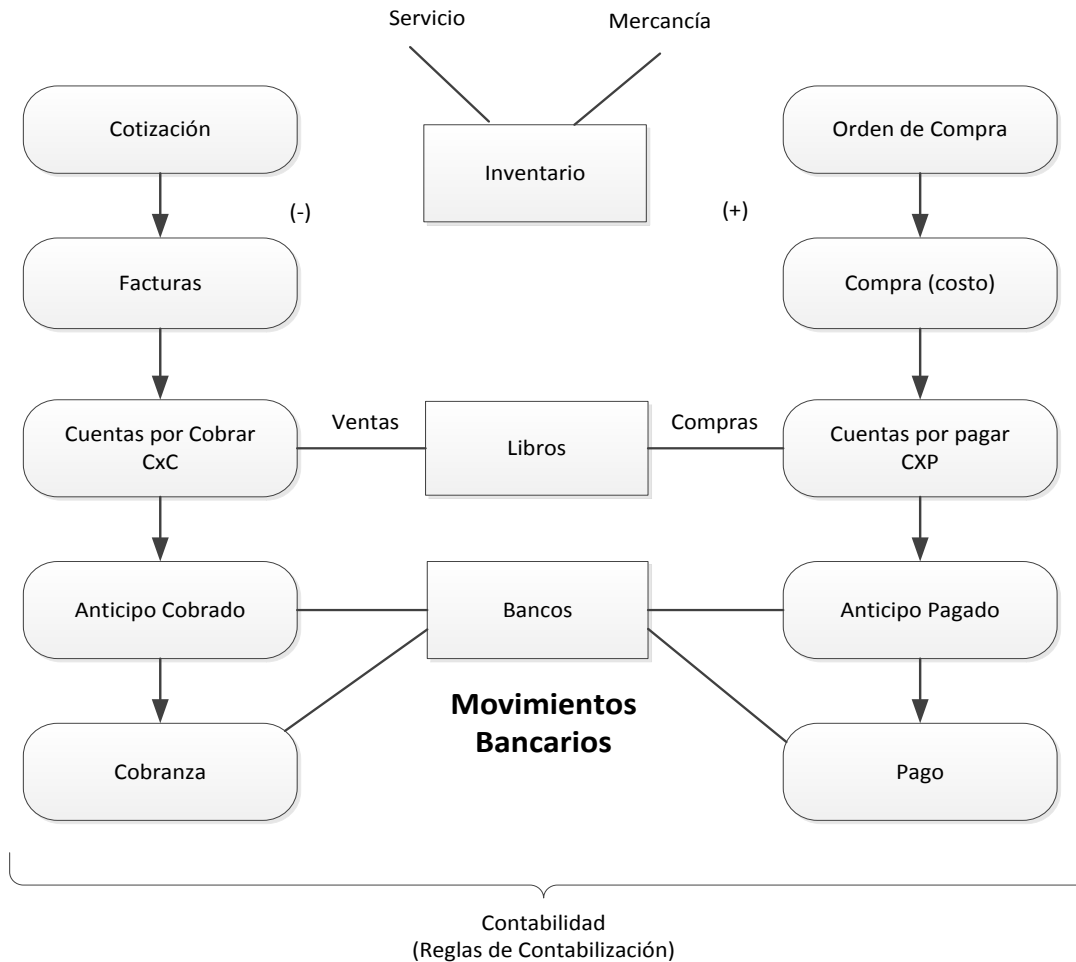 Servicio
Mercancía
Cotización
Inventario
Orden de Compra
(-)
(+)
Facturas
Compra (costo)
Cuentas por Cobrar
CxC
Ventas
Libros
Compras
Cuentas por pagar
CXP
Anticipo Cobrado
Bancos
Anticipo Pagado
Movimientos
Bancarios
Cobranza
Pago
Contabilidad
(Reglas de Contabilización)